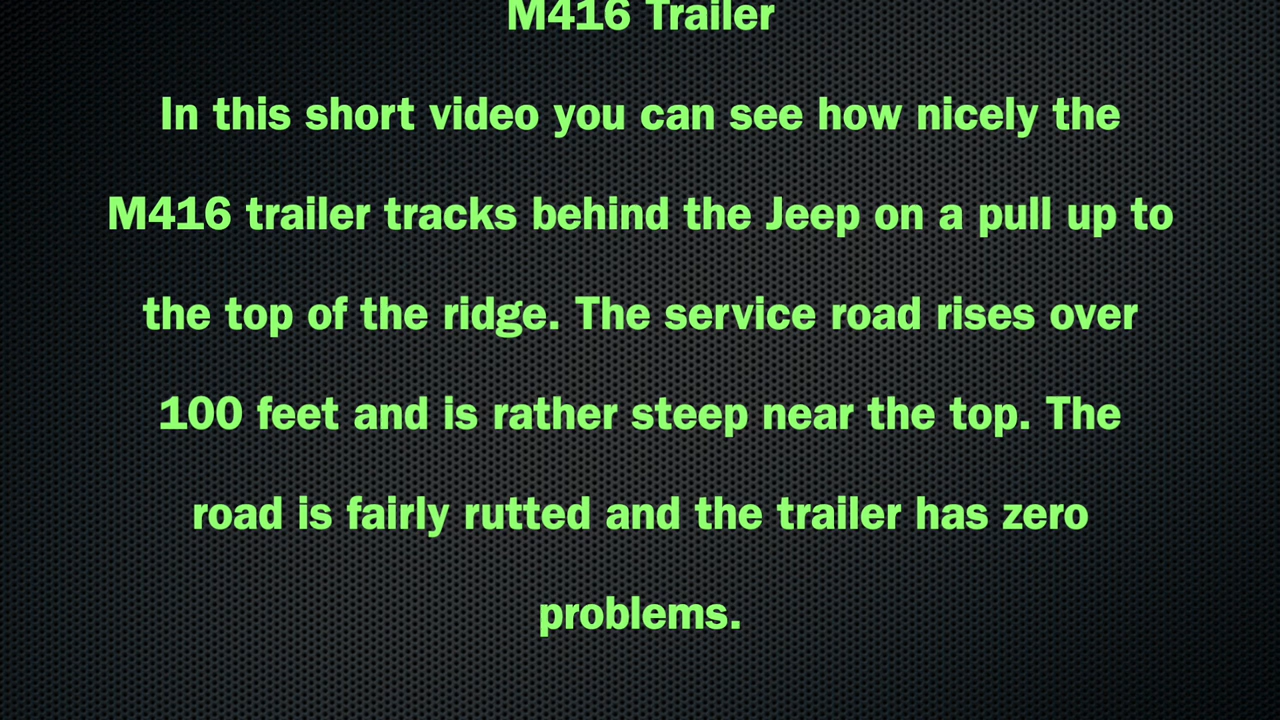 M416 Trailer
In this short video you can see how nicely the
M416 trailer tracks behind the Jeep on a pull up to
the top of the ridge. The service road rises over
100 feet and is rather steep near the top. The
road is fairly rutted and the trailer has zero
problems.